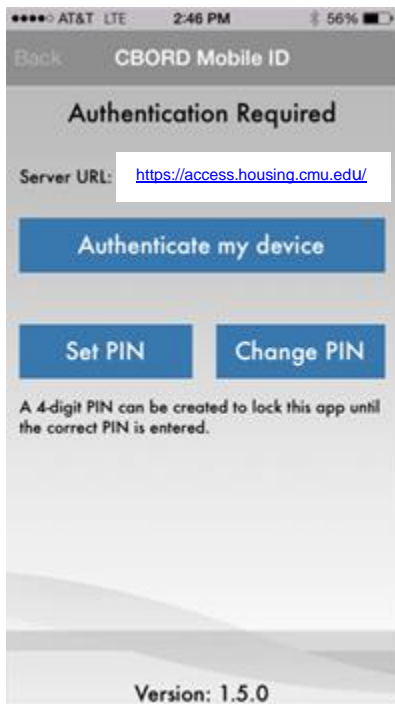 AT&T LTE 2:46 PM 56%
Back CBORD Mobile ID
Authentication Required
Server URL: https://access.housing.cmu.edu/
Authenticate my device
Set PIN Change PIN
A 4-digit PIN can be created to lock this app until
the correct PIN is entered.
Version: 1.5.0